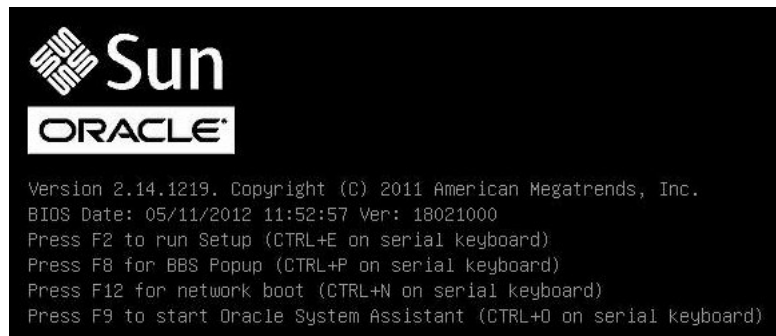 Sun
ORACLE
Version 2.14.1219. Copyright (C) 2011 American Megatrends, Inc.
BIOS Date: 05/11/2012 11:52:57 Ver: 18021000
Press F2 to run Setup (CTRL+E on serial keyboard)
Press F8 for BBS Popup (CTRL+P on serial keyboard)
Press F12 for network boot (CTRL+N on serial keyboard)
Press F9 to start Oracle System Assistant (CTRL+O on serial keyboard)